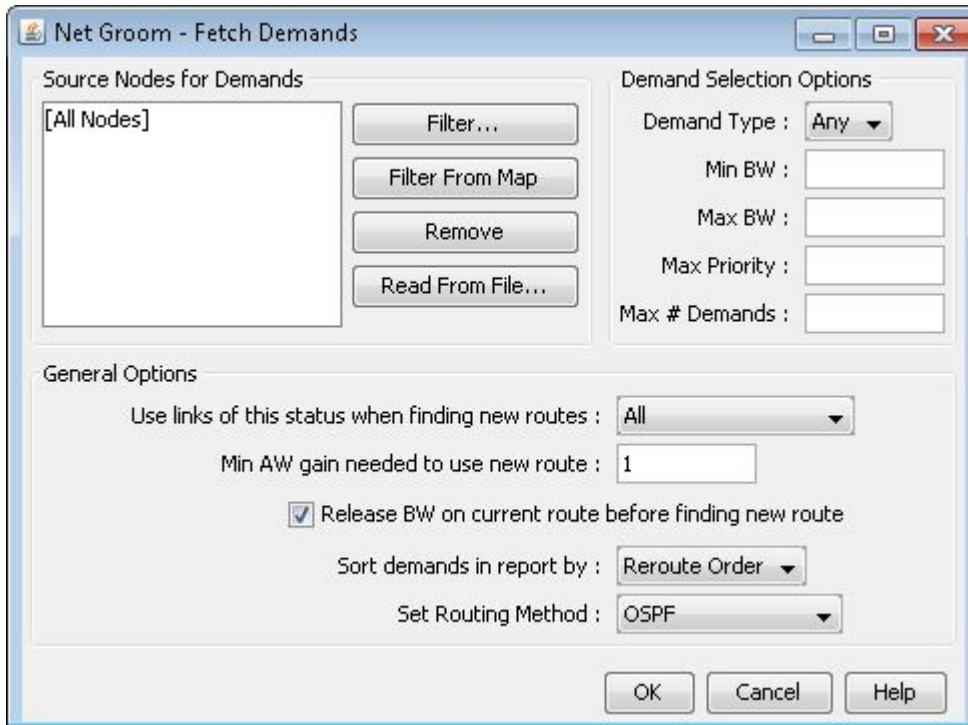 Net Groom - Fetch Demands
Source Nodes for Demands
[All Nodes]
Filter...
Filter From Map
Remove
Read From File...
Demand Selection Options
Demand Type : Any
Min BW :
Max BW :
Max Priority :
Max # Demands :
General Options
Use links of this status when finding new routes : All
Min AW gain needed to use new route : 1
Release BW on current route before finding new route
Sort demands in report by : Reroute Order
Set Routing Method : OSPF
OK Cancel Help